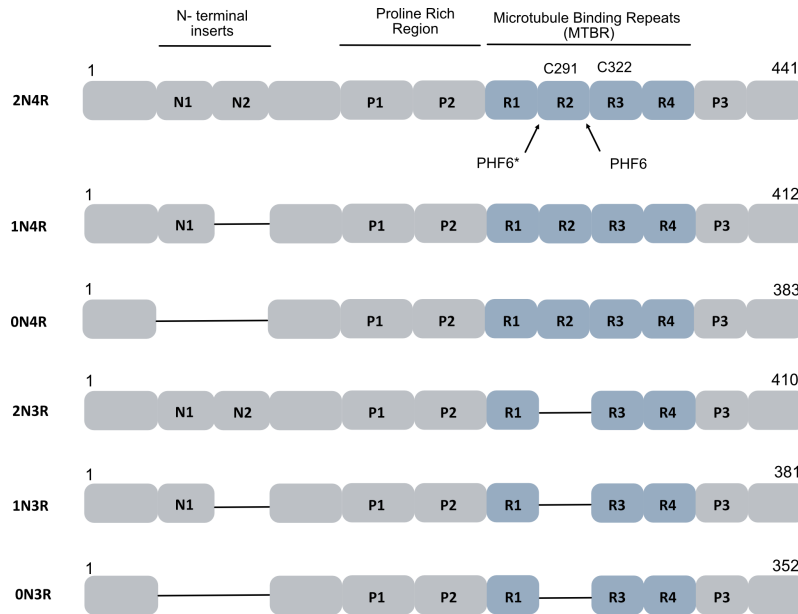 N- terminal
inserts
Proline Rich
Region
Microtubule Binding Repeats
(MTBR)
1
C291
C322
441
2N4R
N1
N2
P1
P2
R1
R2
R3
R4
P3
PHF6*
PHF6
1
412
1N4R
N1
P1
P2
R1
R2
R3
R4
P3
1
383
0N4R
P1
P2
R1
R2
R3
R4
P3
1
410
2N3R
N1
N2
P1
P2
R1
R3
R4
P3
1
381
1N3R
N1
P1
P2
R1
R3
R4
P3
1
352
0N3R
P1
P2
R1
R3
R4
P3